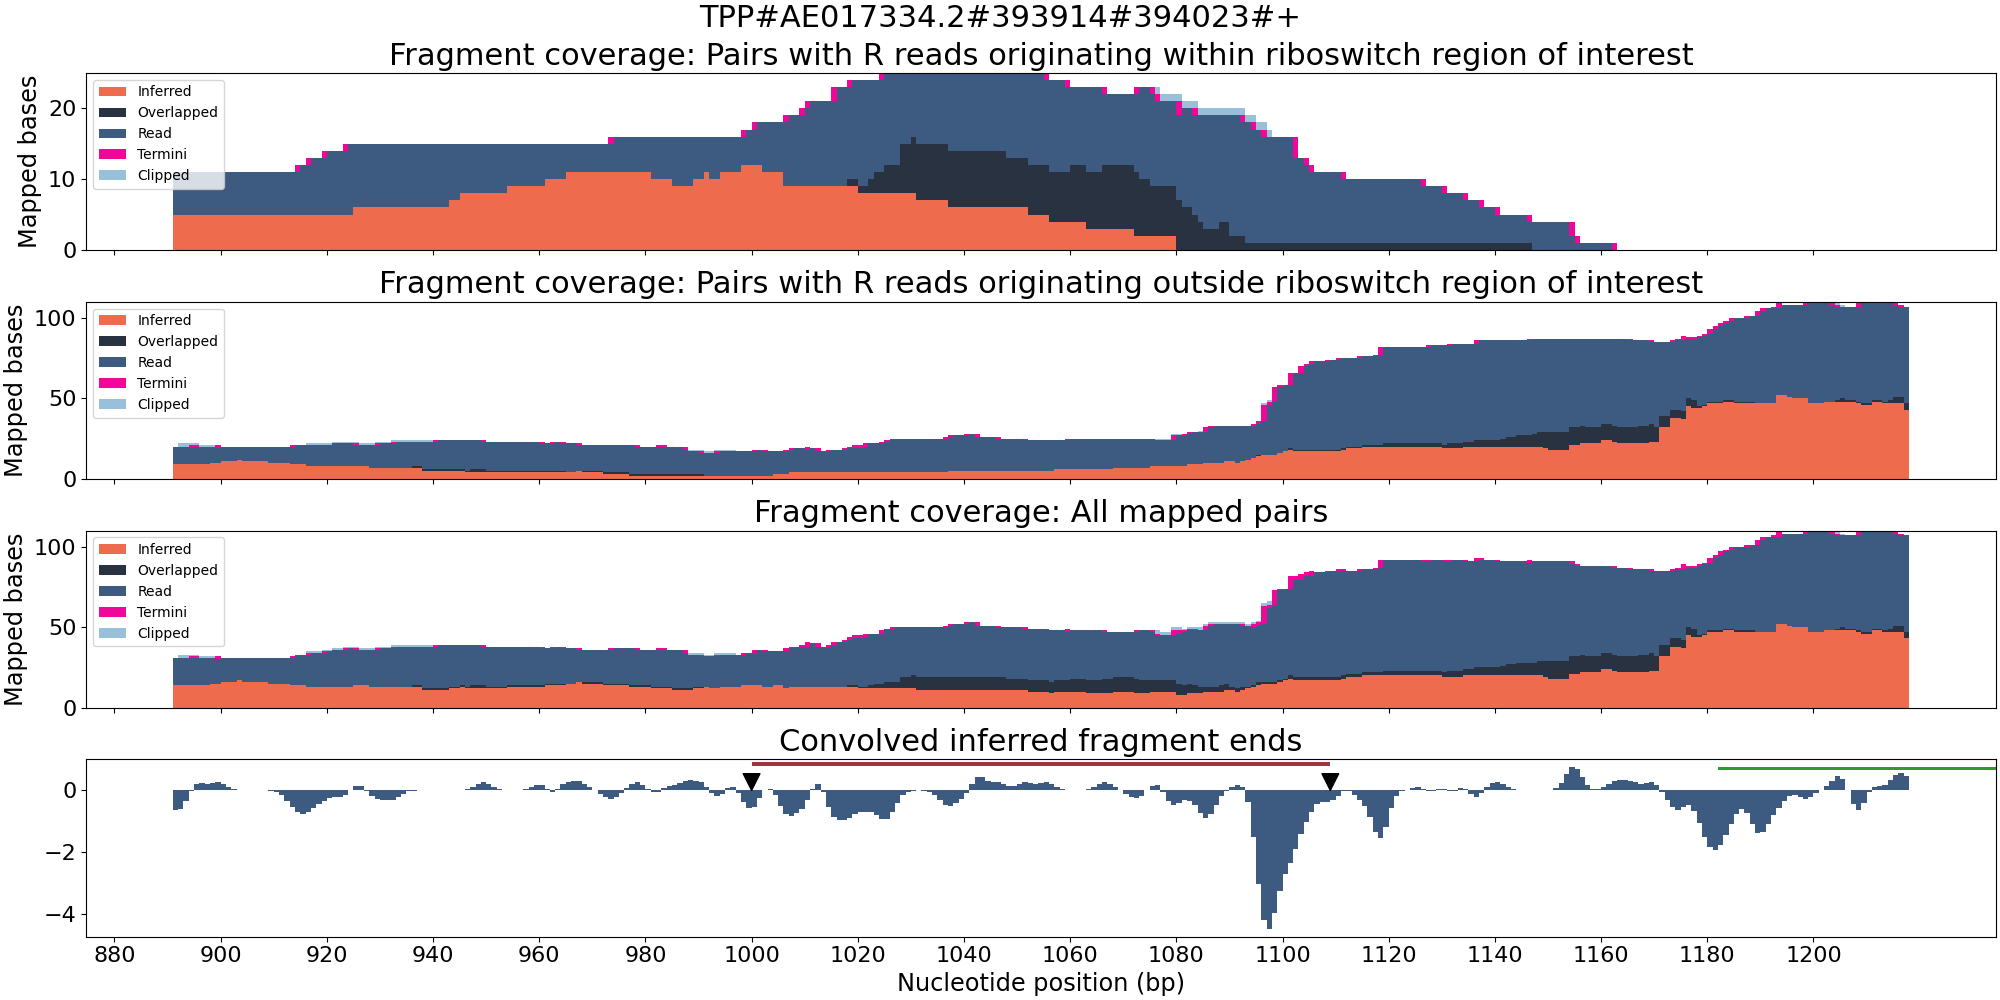 TPP#AE017334.2#393914#394023#+
Fragment coverage: Pairs with R reads originating within riboswitch region of interest
Mapped bases
20
10
0
Inferred
Overlapped
Read
Termini
Clipped
Fragment coverage: Pairs with R reads originating outside riboswitch region of interest
Mapped bases
100
50
0
Inferred
Overlapped
Read
Termini
Clipped
Fragment coverage: All mapped pairs
Mapped bases
100
50
0
Inferred
Overlapped
Read
Termini
Clipped
Convolved inferred fragment ends
0
−2
−4
880 900 920 940 960 980 1000 1020 1040 1060 1080 1100 1120 1140 1160 1180 1200
Nucleotide position (bp)